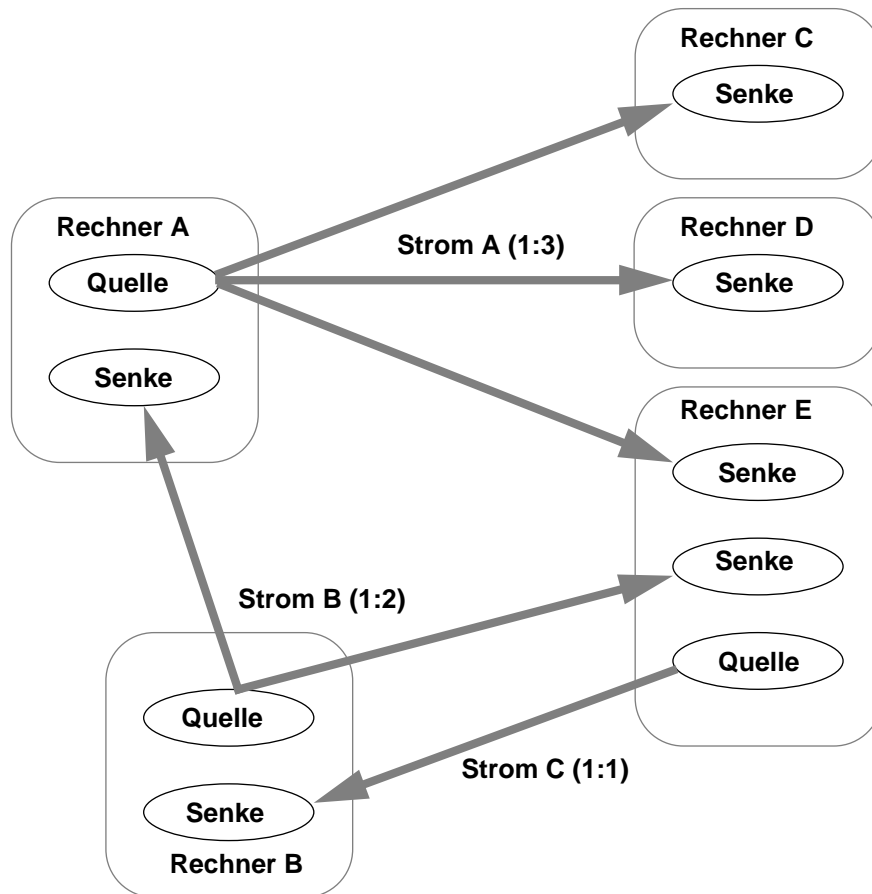 Rechner C
Senke
Rechner A
Quelle
Senke
Strom A (1:3)
Rechner D
Senke
Rechner E
Senke
Senke
Quelle
Strom B (1:2)
Quelle
Senke
Rechner B
Strom C (1:1)